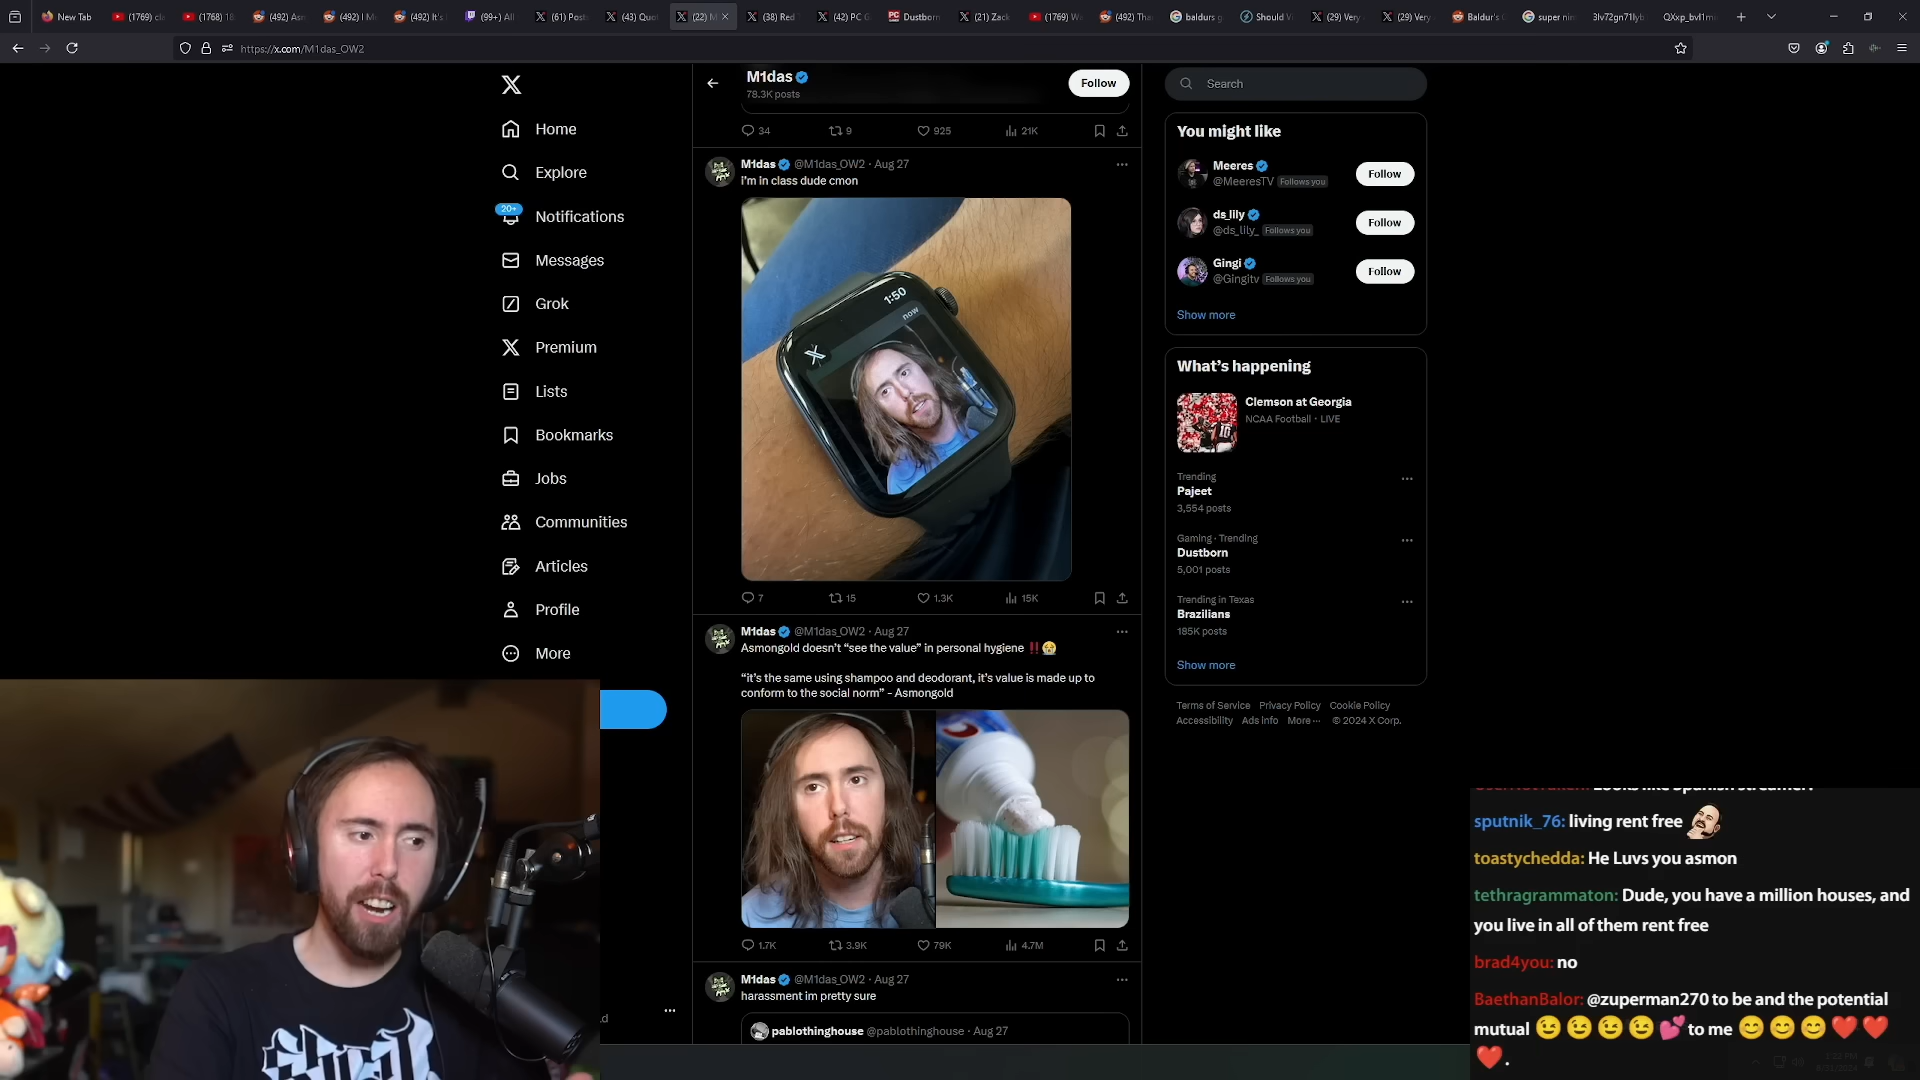 New Tab
Dustborn
https://x.com/M1das_OW2
M1das
78.3K posts
Follow
Search
Home
Explore
20+
Notifications
Messages
Grok
Premium
Lists
Bookmarks
Jobs
Communities
Articles
Profile
More
34
9
925
21K
M1das @M1das_OW2 · Aug 27
i'm in class dude cmon
1:50
now
7
15
1.3K
15K
M1das @M1das_OW2 · Aug 27
Asmongold doesn't “see the value” in personal hygiene ‼️😭
“it's the same using shampoo and deodorant, it's value is made up to
conform to the social norm” - Asmongold
1.7K
3.9K
79K
4.7M
M1das @M1das_OW2 · Aug 27
harassment im pretty sure
pablothinghouse @pablothinghouse · Aug 27
You might like
Meeres
@MeeresTV Follows you
Follow
ds_lily
@ds_lily_ Follows you
Follow
Gingi
@Gingitv Follows you
Follow
Show more
What's happening
Clemson at Georgia
NCAA Football · LIVE
Trending
Pajeet
3,554 posts
Gaming · Trending
Dustborn
5,001 posts
Trending in Texas
Brazilians
185K posts
Show more
Terms of Service Privacy Policy Cookie Policy
Accessibility Ads info More ··· © 2024 X Corp.
sputnik_76: living rent free
toastychedda: He Luvs you asmon
tethragrammaton: Dude, you have a million houses, and
you live in all of them rent free
brad4you: no
BaethanBalor: @zuperman270 to be and the potential
mutual 😉 😉 😉 😉 💕 to me 😊 😊 😊 ❤️ ❤️
❤️ .